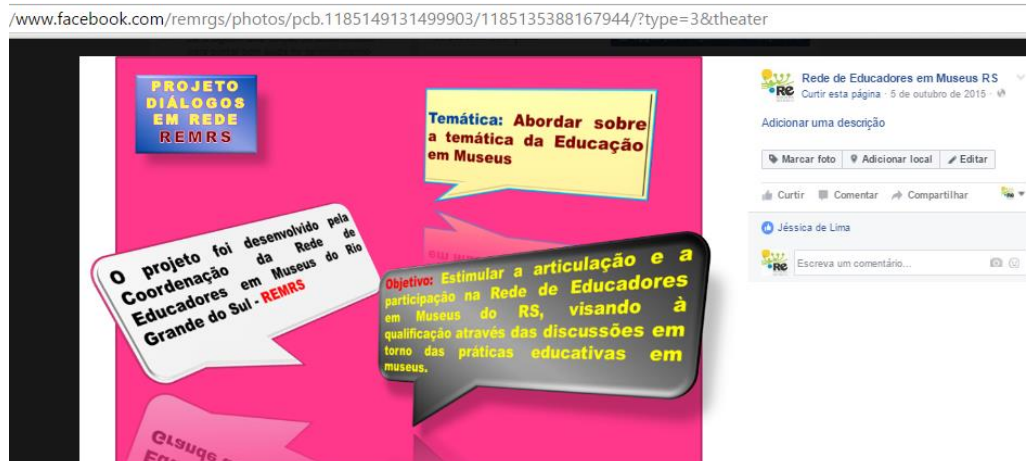 /www.facebook.com/remrgs/photos/pcb.1185149131499903/1185135388167944/?type=3&theater
PROJETO
DIÁLOGOS
EM REDE
REMRS
Temática: Abordar sobre
a temática da Educação
em Museus
O projeto foi desenvolvido pela
Coordenação da Rede de
Educadores em Museus do Rio
Grande do Sul - REMRS
Objetivo: Estimular a articulação e a
participação na Rede de Educadores
em Museus do RS, visando à
qualificação através das discussões em
torno das práticas educativas em
museus.
Rede de Educadores em Museus RS
Curtir esta página · 5 de outubro de 2015 ·
Adicionar uma descrição
Marcar foto Adicionar local Editar
Curtir Comentar Compartilhar
Jéssica de Lima
Escreva um comentário...